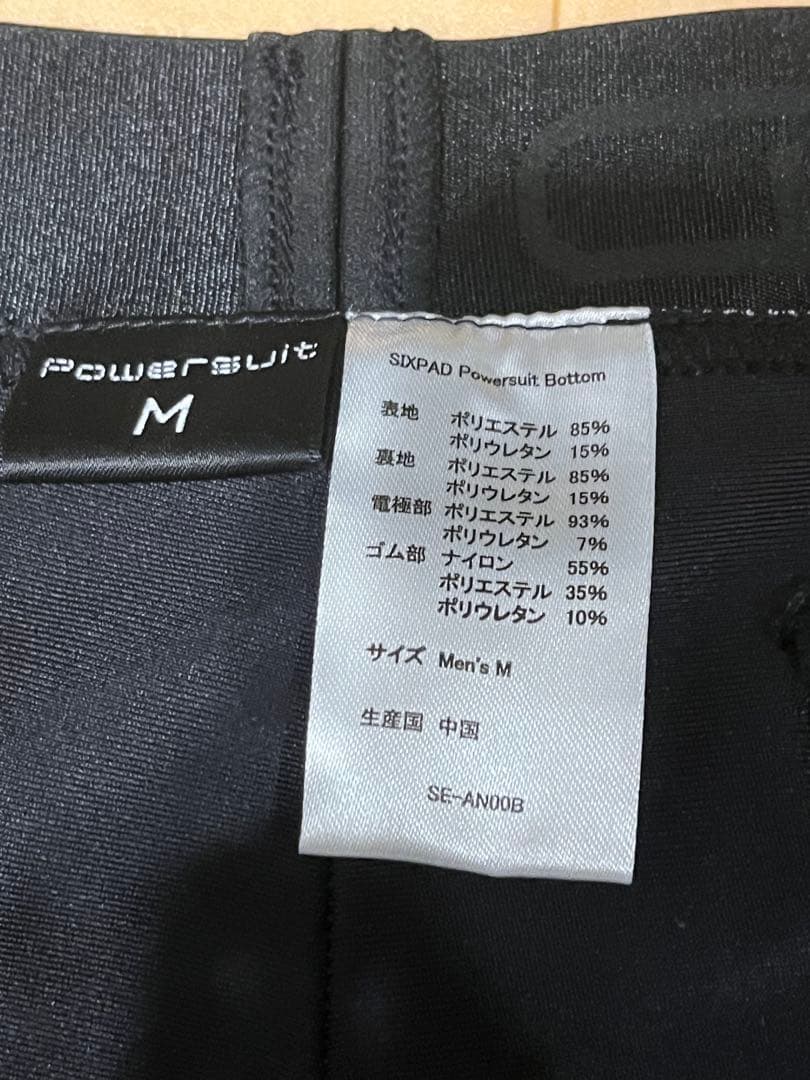 Powersuit
M
SIXPAD Powersuit Bottom
表地 ポリエステル 85%
ポリウレタン 15%
裏地 ポリエステル 85%
ポリウレタン 15%
電極部 ポリエステル 93%
ポリウレタン 7%
ゴム部 ナイロン 55%
ポリエステル 35%
ポリウレタン 10%
サイズ Men's M
生産国 中国
SE-AN00B